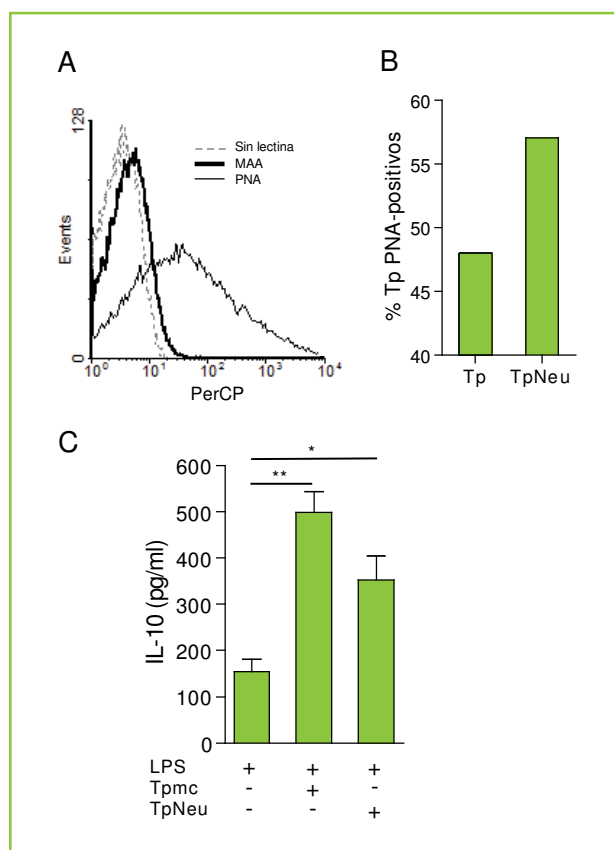 A
128
Events
0
10^0 10^1 10^2 10^3 10^4
PerCP
Sin lectina
MAA
PNA
B
% Tp PNA-positivos
60
55
50
45
40
Tp TpNeu
C
IL-10 (pg/ml)
600
500
400
300
200
100
0
*
**
LPS + + +
Tpmc - + -
TpNeu - - +